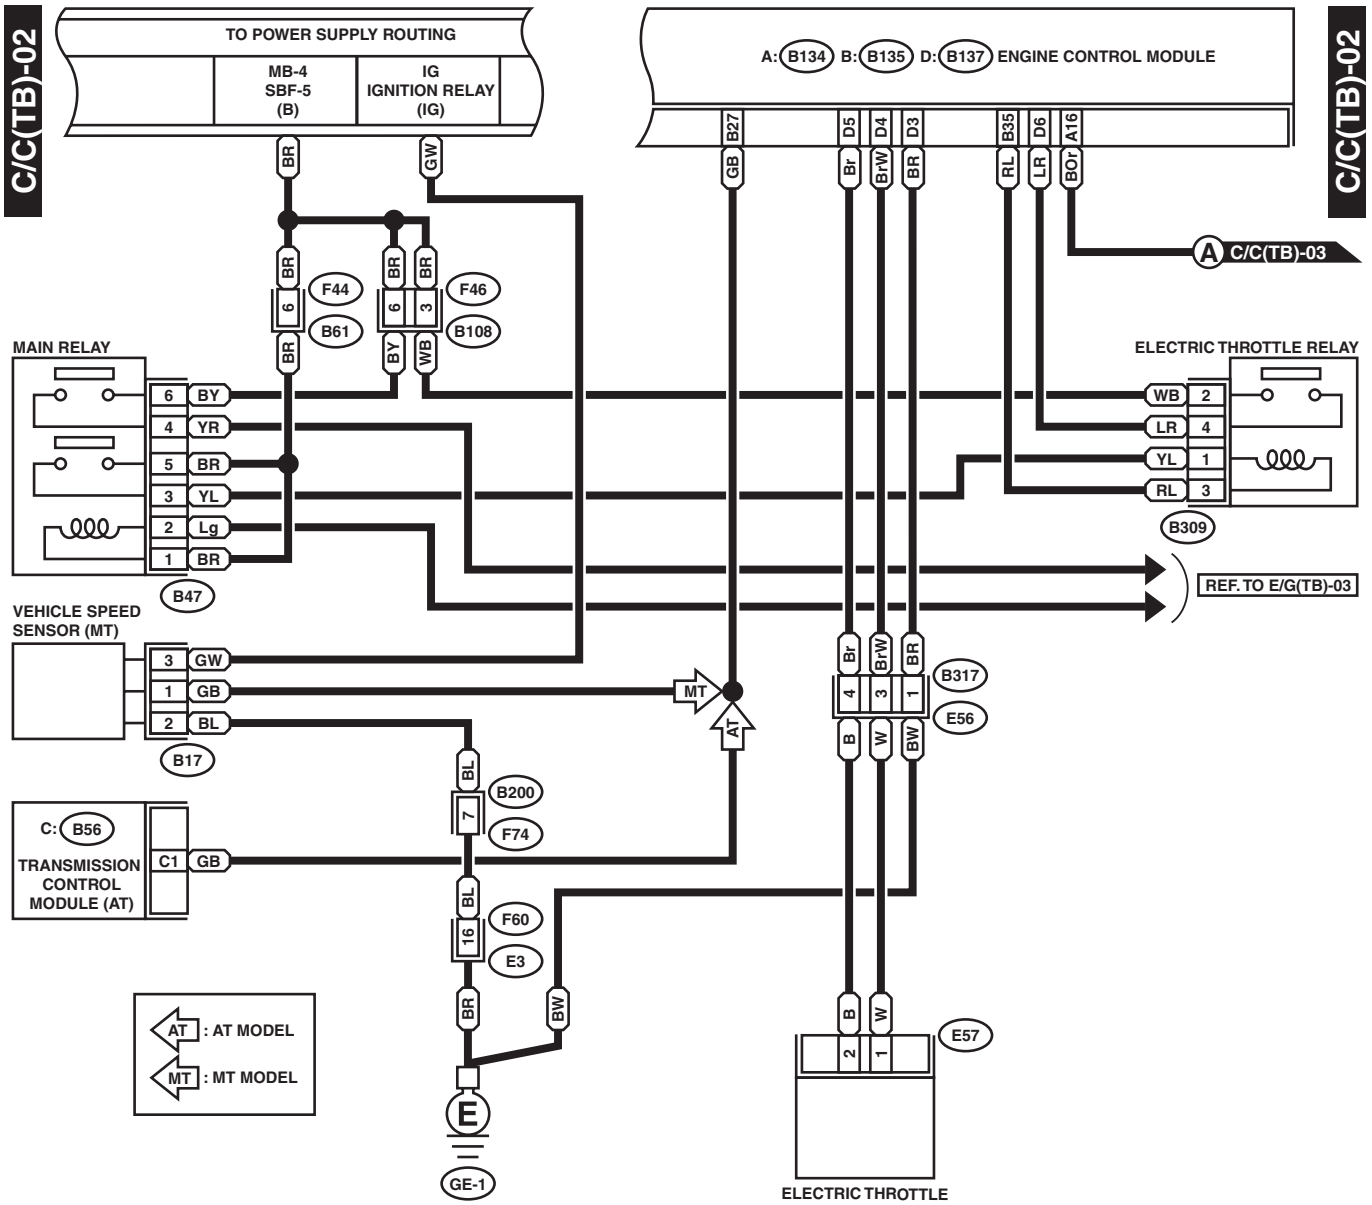 C/C(TB)-02
TO POWER SUPPLY ROUTING
MB-4
SBF-5
(B)
IG
IGNITION RELAY
(IG)
A: B134 B: B135 D: B137 ENGINE CONTROL MODULE
C/C(TB)-02
B27
D5
D4
D3
B35
D6
A16
BR
GW
GB
Br
BrW
BR
RL
LR
BOr
A C/C(TB)-03
BR
BR
BR
6
F44
B61
6
3
F46
B108
BR
BY
WB
MAIN RELAY
6 BY
4 YR
5 BR
3 YL
2 Lg
1 BR
B47
ELECTRIC THROTTLE RELAY
WB 2
LR 4
YL 1
RL 3
B309
REF. TO E/G(TB)-03
VEHICLE SPEED
SENSOR (MT)
3 GW
1 GB
2 BL
B17
MT
AT
Br
BrW
BR
4
3
1
B317
E56
B
W
BW
BL
7
B200
F74
C: B56
TRANSMISSION
CONTROL
MODULE (AT)
C1 GB
BL
16
F60
E3
BR
BW
AT : AT MODEL
MT : MT MODEL
E
GE-1
B
W
2
1
E57
ELECTRIC THROTTLE